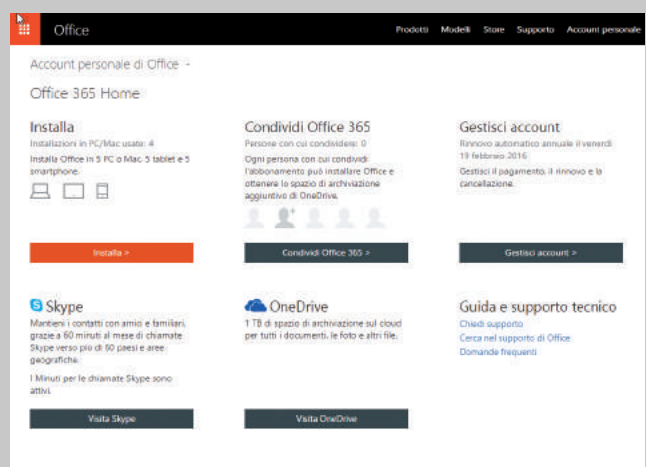 Office
Prodotti Modelli Store Supporto Account personale
Account personale di Office
Office 365 Home
Installa
Installazioni in PC/Mac usate: 4
Installa Office in 5 PC o Mac, 5 tablet e 5
smartphone.
Installa >
Condividi Office 365
Persone con cui condividere: 0
Ogni persona con cui condividi
l'abbonamento può installare Office e
ottenere lo spazio di archiviazione
aggiuntivo di OneDrive.
Condividi Office 365 >
Gestisci account
Rinnovo automatico annuale il venerdì
19 febbraio 2016
Gestisci il pagamento, il rinnovo e la
cancellazione.
Gestisci account >
Skype
Mantieni i contatti con amici e familiari,
grazie a 60 minuti al mese di chiamate
Skype verso più di 60 paesi e aree
geografiche.
I Minuti per le chiamate Skype sono
attivi.
Visita Skype
OneDrive
1 TB di spazio di archiviazione sul cloud
per tutti i documenti, le foto e altri file.
Visita OneDrive
Guida e supporto tecnico
Chiedi supporto
Cerca nel supporto di Office
Domande frequenti